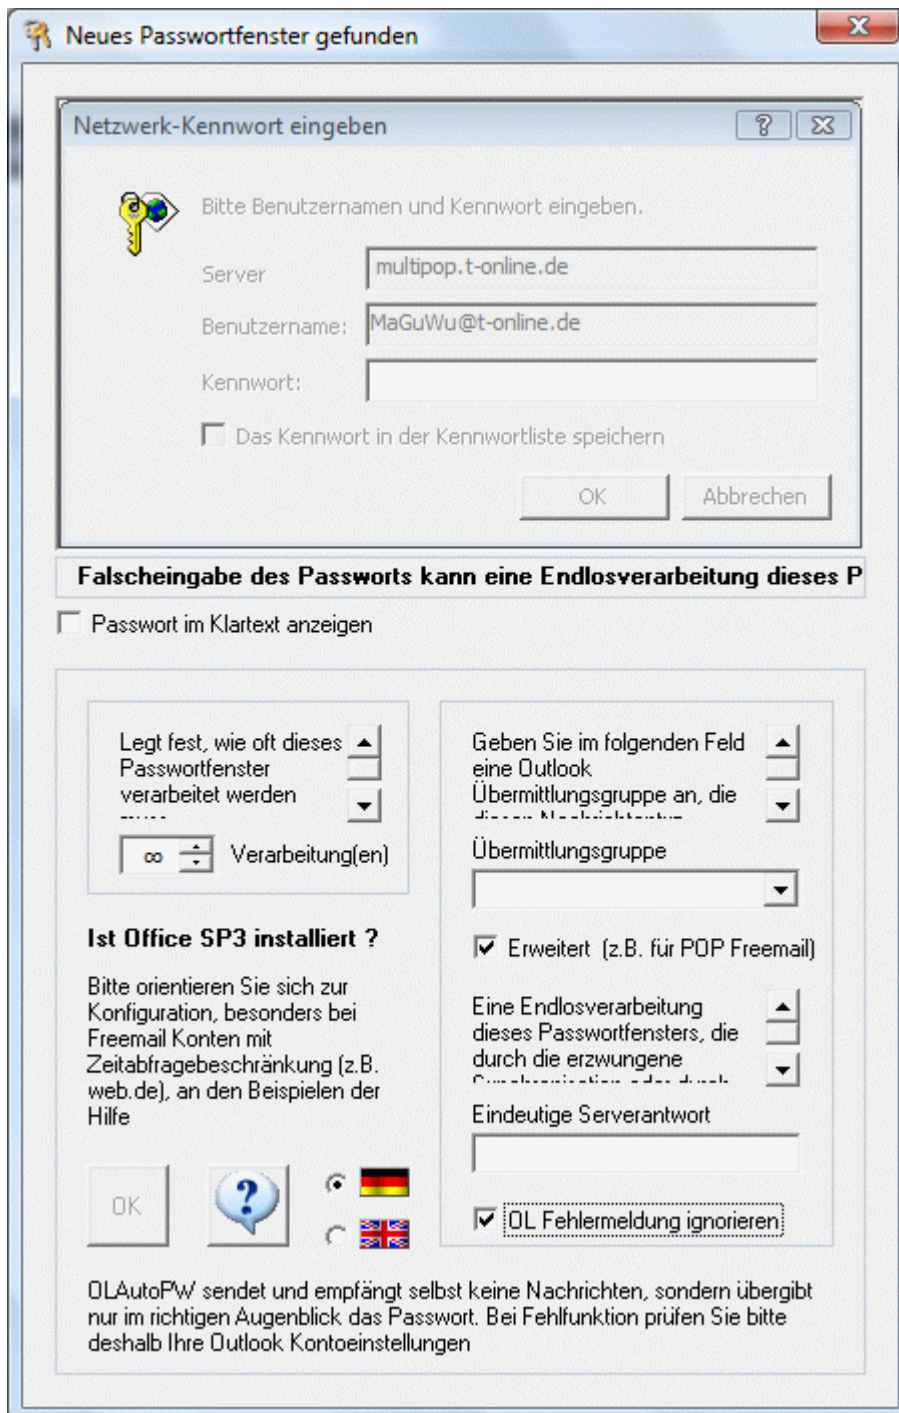 Neues Passwortfenster gefunden
Netzwerk-Kennwort eingeben
Bitte Benutzernamen und Kennwort eingeben.
Server
multipop.t-online.de
Benutzername:
MaGuWu@t-online.de
Kennwort:
Das Kennwort in der Kennwortliste speichern
OK
Abbrechen
Falscheingabe des Passworts kann eine Endlosverarbeitung dieses P
Passwort im Klartext anzeigen
Legt fest, wie oft dieses
Passwortfenster
verarbeitet werden
∞
Verarbeitung(en)
Ist Office SP3 installiert ?
Bitte orientieren Sie sich zur
Konfiguration, besonders bei
Freemail Konten mit
Zeitabfragebeschränkung (z.B.
web.de), an den Beispielen der
Hilfe
OK
?
Geben Sie im folgenden Feld
eine Outlook
Übermittlungsgruppe an, die
diesen Nachrichtentyp
Übermittlungsgruppe
Erweitert (z.B. für POP Freemail)
Eine Endlosverarbeitung
dieses Passwortfensters, die
durch die erzwungene
Synchronisation oder durch
Eindeutige Serverantwort
OL Fehlermeldung ignorieren
OLAutoPW sendet und empfängt selbst keine Nachrichten, sondern übergibt
nur im richtigen Augenblick das Passwort. Bei Fehlfunktion prüfen Sie bitte
deshalb Ihre Outlook Kontoeinstellungen